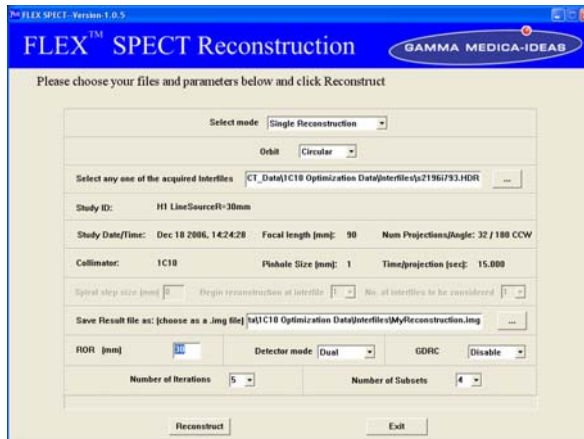 FLEX SPECT--Version-1.0.5
FLEX™ SPECT Reconstruction
GAMMA MEDICA-IDEAS
Please choose your files and parameters below and click Reconstruct
Select mode Single Reconstruction
Orbit Circular
Select any one of the acquired Interfiles CT_Data\1C10 Optimization Data\Interfiles\s2196i793.HDR ...
Study ID: H1 LineSourceR=30mm
Study Date/Time: Dec 18 2006, 14:24:28 Focal length (mm): 90 Num Projections/Angle: 32 / 180 CCW
Collimator: 1C10 Pinhole Size (mm): 1 Time/projection (sec): 15.000
Spiral step size (mm) 0 Begin reconstruction at interfile 1 No. of interfiles to be considered 1
Save Result file as: (choose as a .img file) ta\1C10 Optimization Data\Interfiles\MyReconstruction.img ...
ROR (mm) 30 Detector mode Dual GDRC Disable
Number of Iterations 5 Number of Subsets 4
Reconstruct Exit